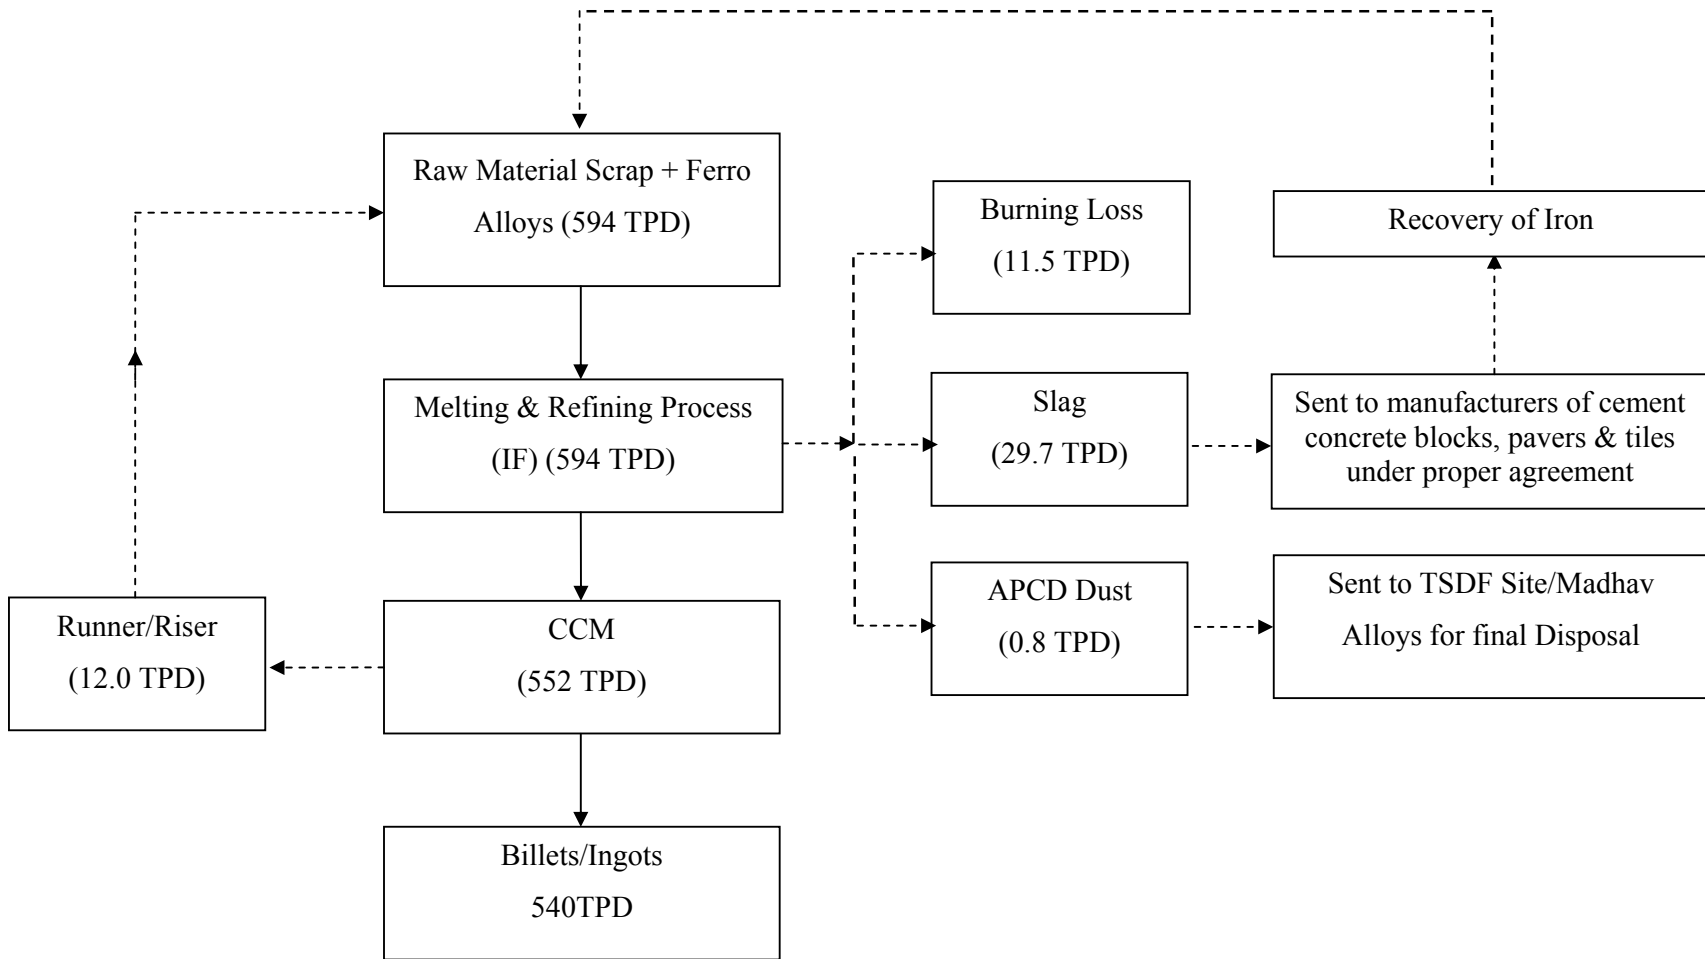 Raw Material Scrap + Ferro
Alloys (594 TPD)
Burning Loss
(11.5 TPD)
Recovery of Iron
Melting & Refining Process
(IF) (594 TPD)
Slag
(29.7 TPD)
Sent to manufacturers of cement
concrete blocks, pavers & tiles
under proper agreement
Runner/Riser
(12.0 TPD)
CCM
(552 TPD)
APCD Dust
(0.8 TPD)
Sent to TSDF Site/Madhav
Alloys for final Disposal
Billets/Ingots
540TPD